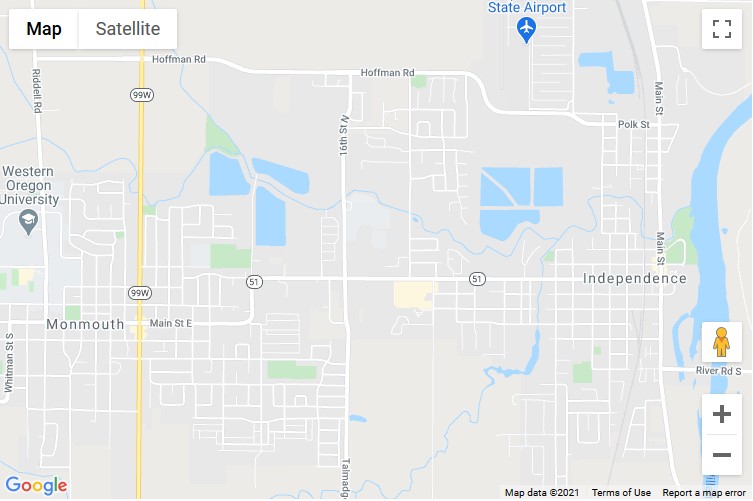 Map
Satellite
State Airport
Hoffman Rd
Hoffman Rd
Riddell Rd
99W
Main St
Polk St
16th St N
Western
Oregon
University
Main St
51
51
Independence
99W
Monmouth
Main St E
Whitman St S
River Rd S
Talmadge
Google
Map data ©2021
Terms of Use
Report a map error